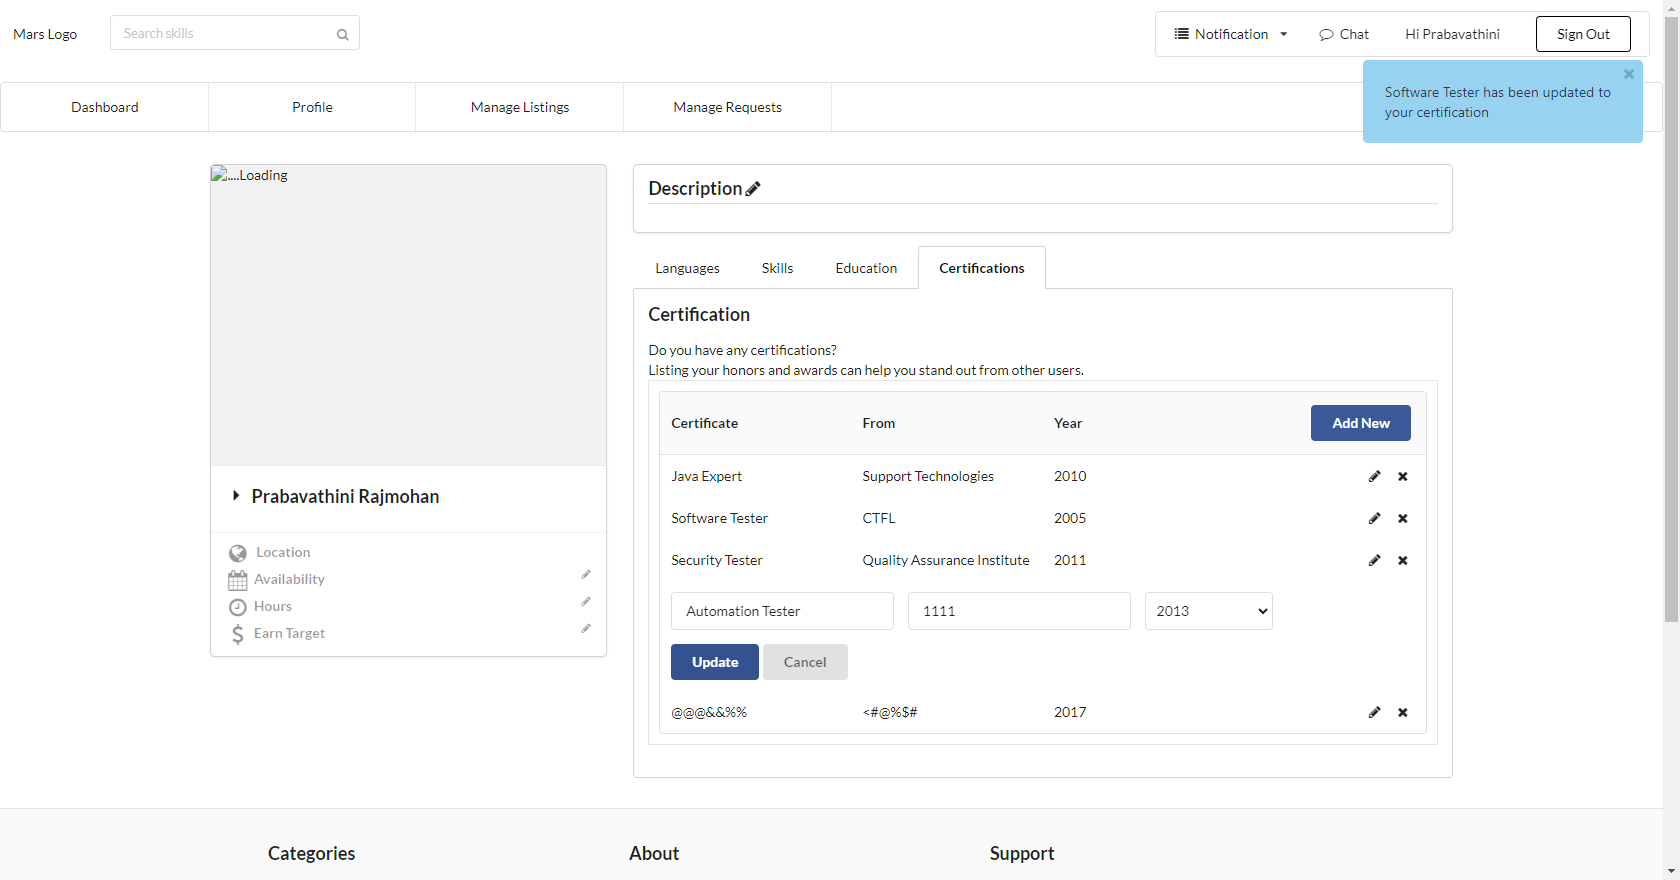 Mars Logo
Search skills
Notification
Chat
Hi Prabavathini
Sign Out
Software Tester has been updated to
your certification
Dashboard
Profile
Manage Listings
Manage Requests
....Loading
Prabavathini Rajmohan
Location
Availability
Hours
Earn Target
Description
Languages
Skills
Education
Certifications
Certification
Do you have any certifications?
Listing your honors and awards can help you stand out from other users.
Certificate From Year Add New
Java Expert Support Technologies 2010
Software Tester CTFL 2005
Security Tester Quality Assurance Institute 2011
Automation Tester 1111 2013
Update Cancel
@@@&&%% <#@%$# 2017
Categories
About
Support